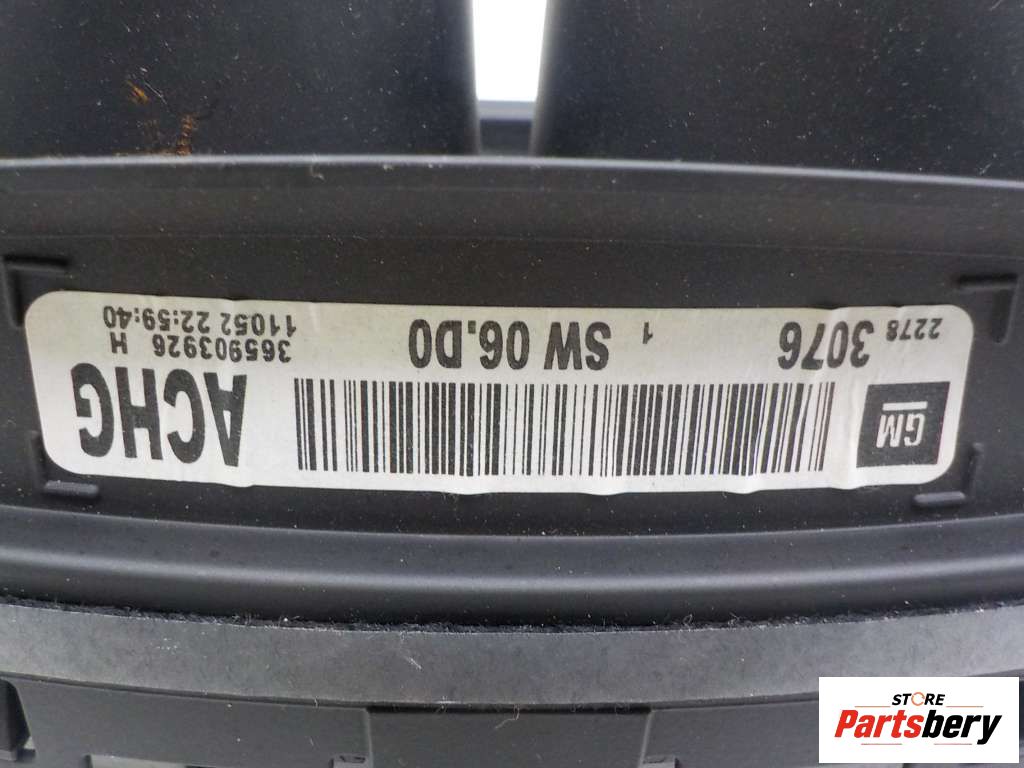 GM
ACHG
2278 3076
1 SW 06.D0
365903926 H
11052 22:59:40
STORE
Partsbery